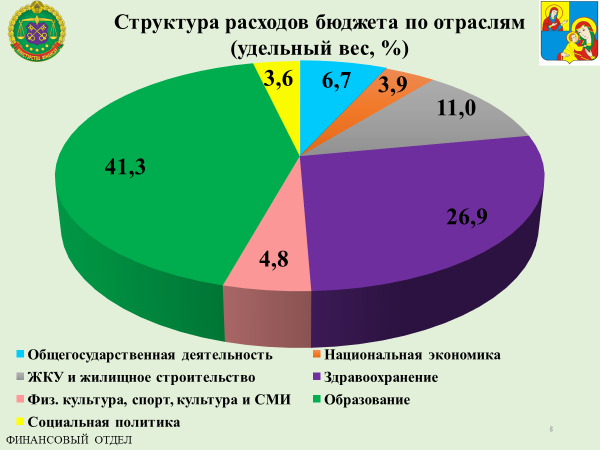 Структура расходов бюджета по отраслям
(удельный вес, %)
3,6
6,7
3,9
11,0
41,3
26,9
4,8
Общегосударственная деятельность
Национальная экономика
ЖКУ и жилищное строительство
Здравоохранение
Физ. культура, спорт, культура и СМИ
Образование
Социальная политика
ФИНАНСОВЫЙ ОТДЕЛ
8